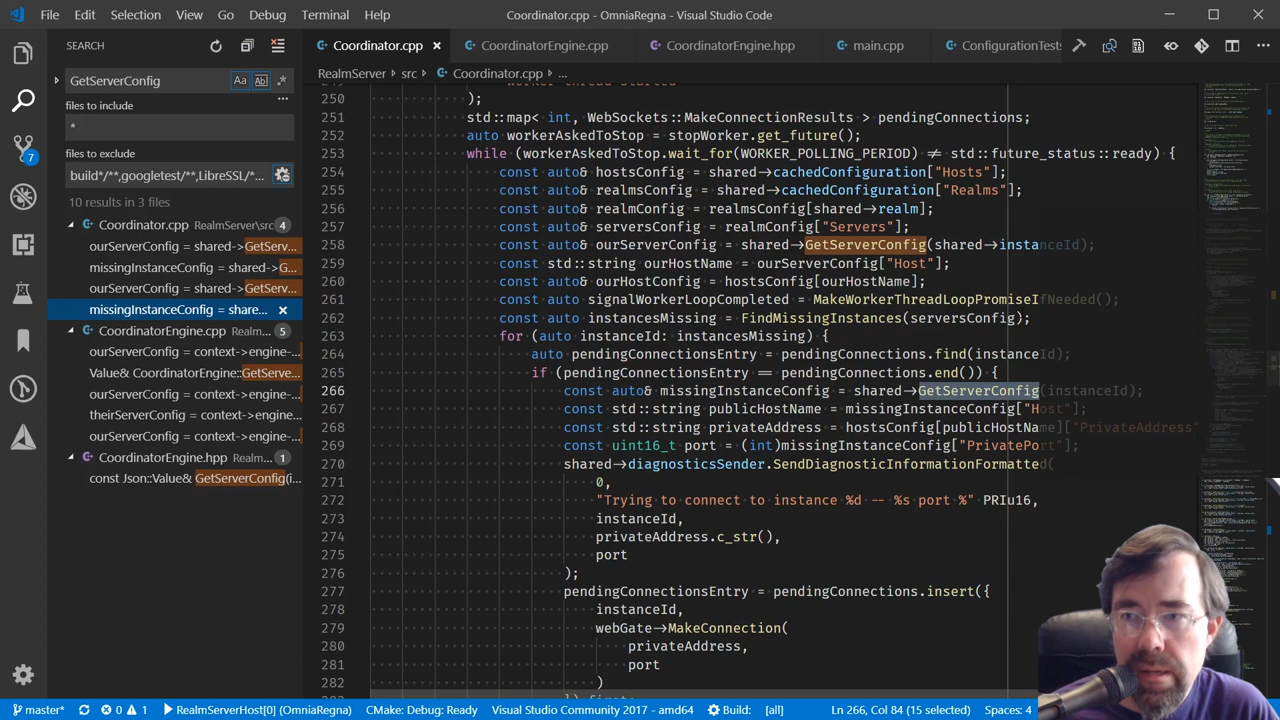 File Edit Selection View Go Debug Terminal Help Coordinator.cpp - OmniaRegna - Visual Studio Code
SEARCH
Coordinator.cpp CoordinatorEngine.cpp CoordinatorEngine.hpp main.cpp ConfigurationTests
GetServerConfig Aa Abl .*
RealmServer > src > Coordinator.cpp > ...
files to include
*
files to exclude
build*/**,googletest/**,LibreSSL/*...
10 results in 3 files
Coordinator.cpp RealmServer\src 4
ourServerConfig = shared->GetServ...
missingInstanceConfig = shared->G...
ourServerConfig = shared->GetServ...
missingInstanceConfig = share...
CoordinatorEngine.cpp Realm... 5
ourServerConfig = context->engine-...
Value& CoordinatorEngine::GetServe...
ourServerConfig = context->engine-...
theirServerConfig = context->engine...
ourServerConfig = context->engine-...
CoordinatorEngine.hpp Realm... 1
const Json::Value& GetServerConfig(i...
7
250 );
251 std::map< int, WebSockets::MakeConnectionResults > pendingConnections;
252 auto workerAskedToStop = stopWorker.get_future();
253 while (workerAskedToStop.wait_for(WORKER_POLLING_PERIOD) != std::future_status::ready) {
254 const auto& hostsConfig = shared->cachedConfiguration["Hosts"];
255 const auto& realmsConfig = shared->cachedConfiguration["Realms"];
256 const auto& realmConfig = realmsConfig[shared->realm];
257 const auto& serversConfig = realmConfig["Servers"];
258 const auto& ourServerConfig = shared->GetServerConfig(shared->instanceId);
259 const std::string ourHostName = ourServerConfig["Host"];
260 const auto& ourHostConfig = hostsConfig[ourHostName];
261 const auto signalWorkerLoopCompleted = MakeWorkerThreadLoopPromiseIfNeeded();
262 const auto instancesMissing = FindMissingInstances(serversConfig);
263 for (auto instanceId: instancesMissing) {
264 auto pendingConnectionsEntry = pendingConnections.find(instanceId);
265 if (pendingConnectionsEntry == pendingConnections.end()) {
266 const auto& missingInstanceConfig = shared->GetServerConfig(instanceId);
267 const std::string publicHostName = missingInstanceConfig["Host"];
268 const std::string privateAddress = hostsConfig[publicHostName]["PrivateAddress"
269 const uint16_t port = (int)missingInstanceConfig["PrivatePort"];
270 shared->diagnosticsSender.SendDiagnosticInformationFormatted(
271 0,
272 "Trying to connect to instance %d -- %s port %" PRIu16,
273 instanceId,
274 privateAddress.c_str(),
275 port
276 );
277 pendingConnectionsEntry = pendingConnections.insert({
278 instanceId,
279 webGate->MakeConnection(
280 privateAddress,
281 port
282 )
master* 0 1 RealmServerHost[0] (OmniaRegna) CMake: Debug: Ready Visual Studio Community 2017 - amd64 Build: [all] Ln 266, Col 84 (15 selected) Spaces: 4